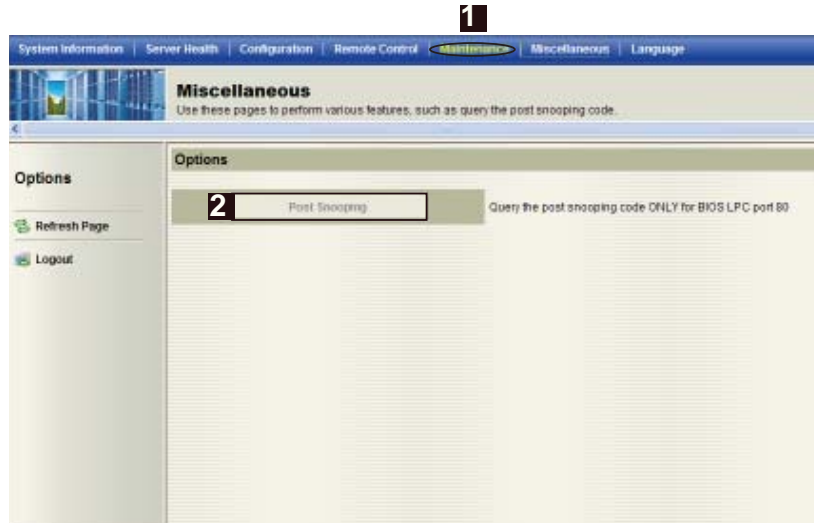 1
System Information | Server Health | Configuration | Remote Control | Maintenance | Miscellaneous | Language
Miscellaneous
Use these pages to perform various features, such as query the post snooping code.
Options
Options
2 Post Snooping
Query the post snooping code ONLY for BIOS LPC port 80
Refresh Page
Logout